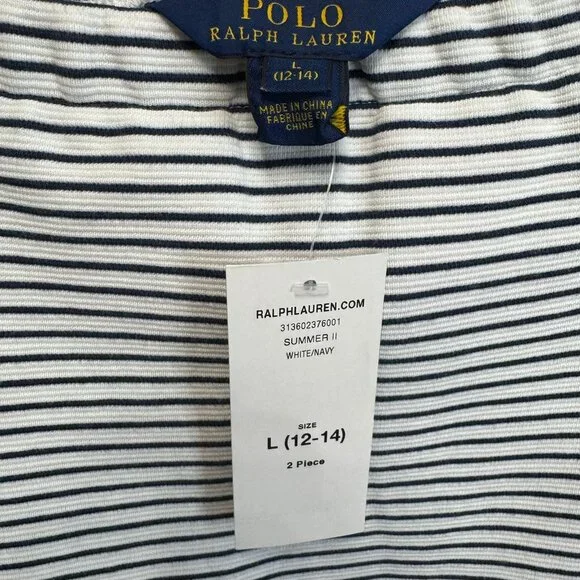 POLO
RALPH LAUREN
L
(12-14)
MADE IN CHINA
FABRIQUE EN
CHINE
RALPHLAUREN.COM
313602376001
SUMMER II
WHITE/NAVY
SIZE
L (12-14)
2 Piece